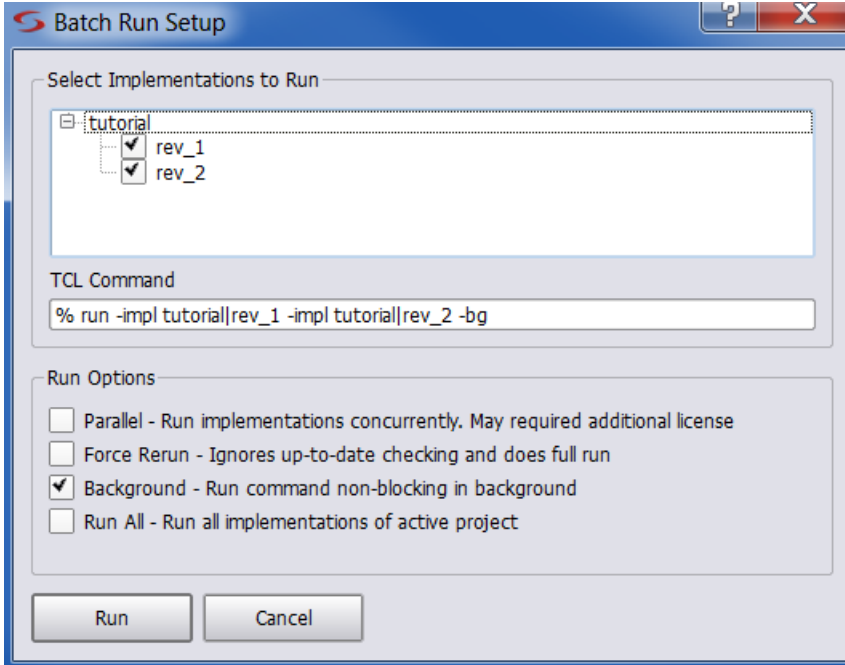 Batch Run Setup
Select Implementations to Run
tutorial
rev_1
rev_2
TCL Command
% run -impl tutorial|rev_1 -impl tutorial|rev_2 -bg
Run Options
Parallel - Run implementations concurrently. May required additional license
Force Rerun - Ignores up-to-date checking and does full run
Background - Run command non-blocking in background
Run All - Run all implementations of active project
Run Cancel